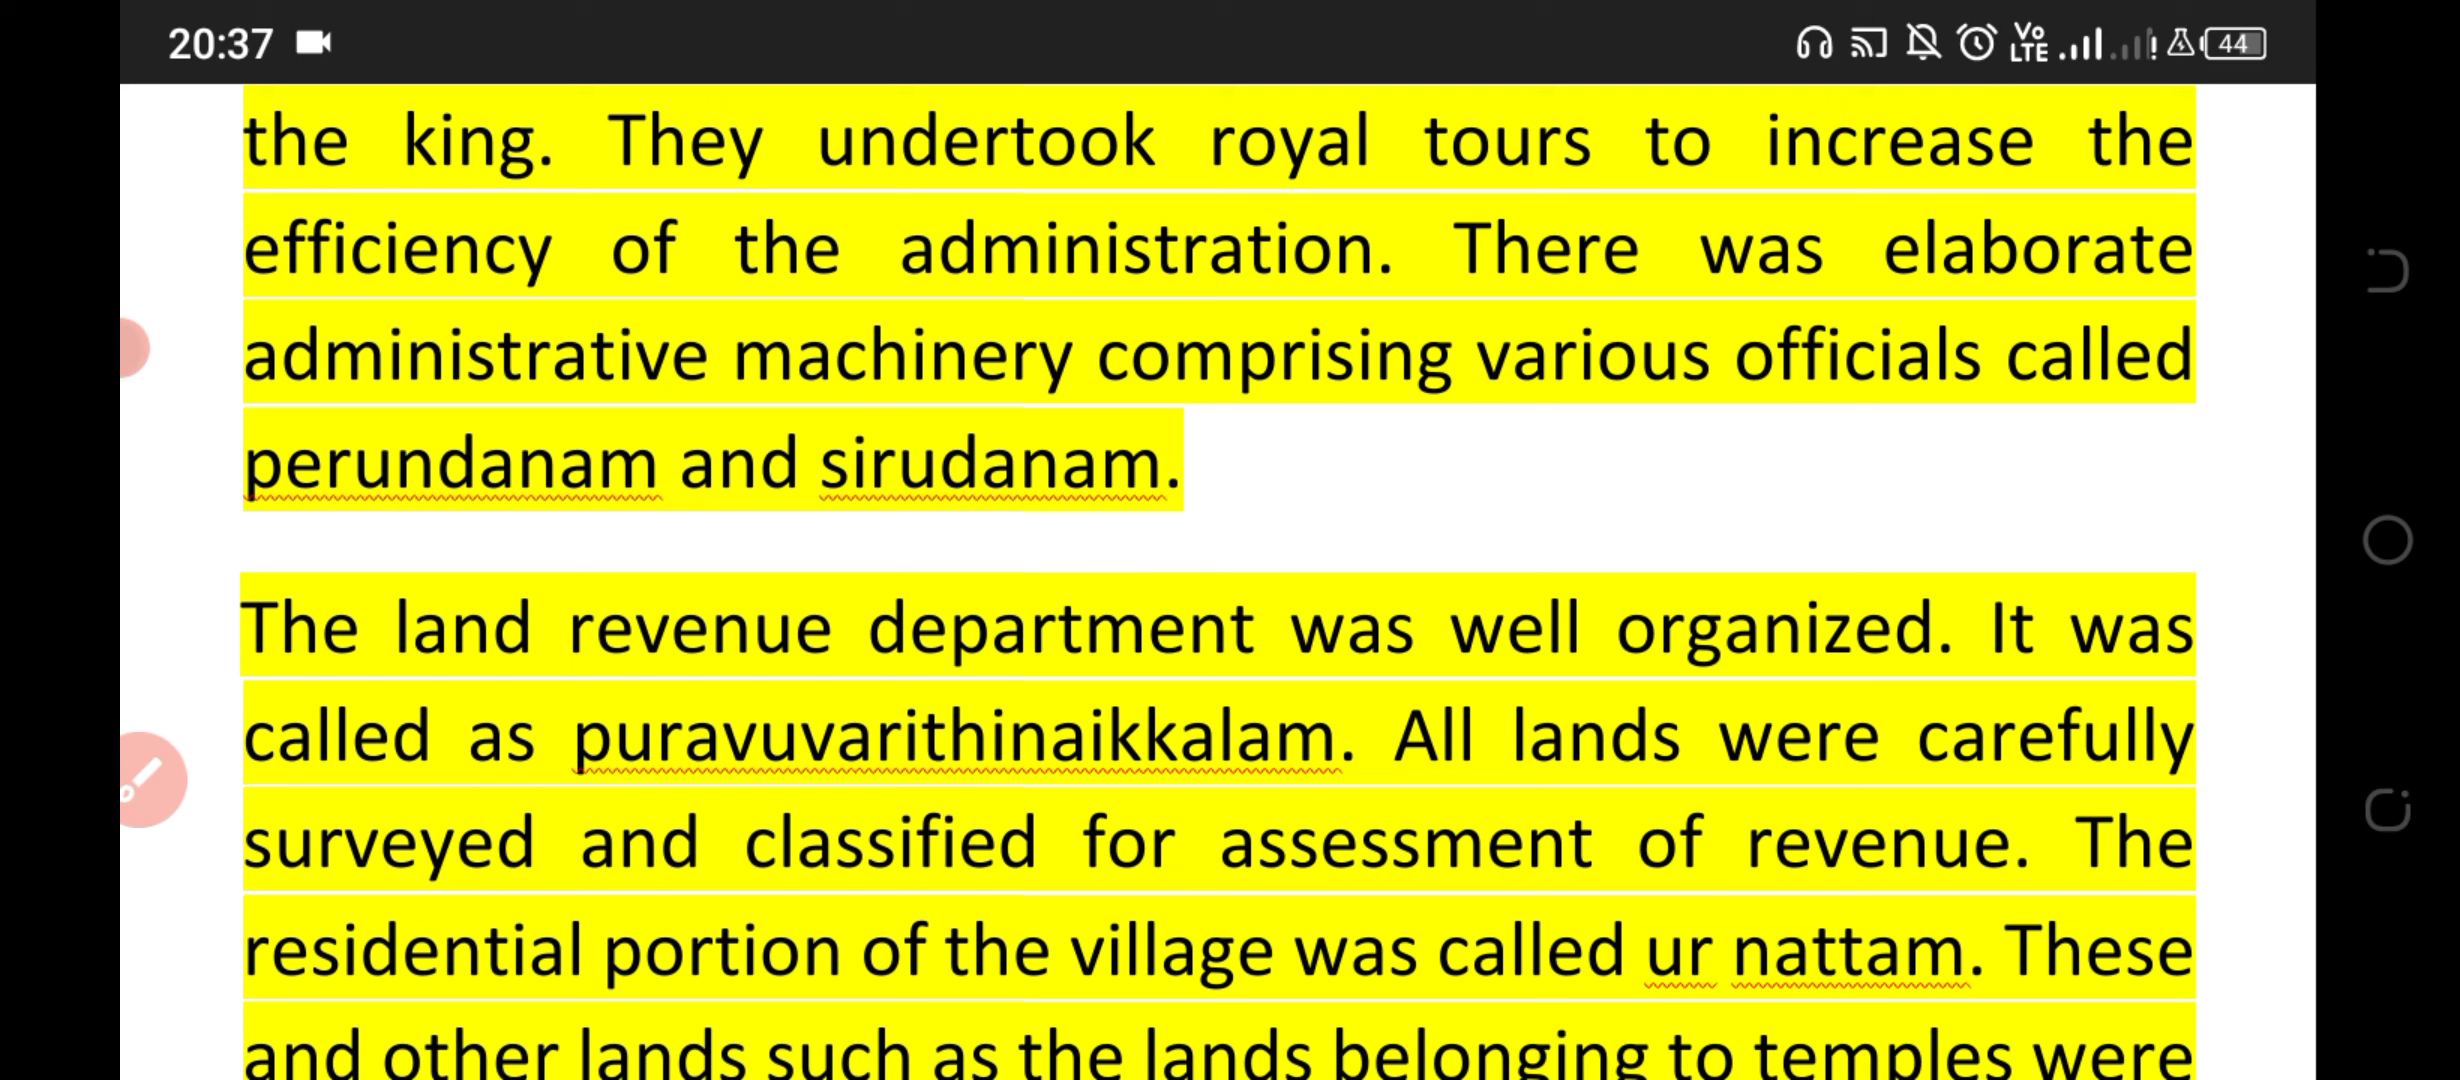 20:37 Vo LTE 44
the king. They undertook royal tours to increase the
efficiency of the administration. There was elaborate
administrative machinery comprising various officials called
perundanam and sirudanam.
The land revenue department was well organized. It was
called as puravuvarithinaikkalam. All lands were carefully
surveyed and classified for assessment of revenue. The
residential portion of the village was called ur nattam. These
and other lands such as the lands belonging to temples were